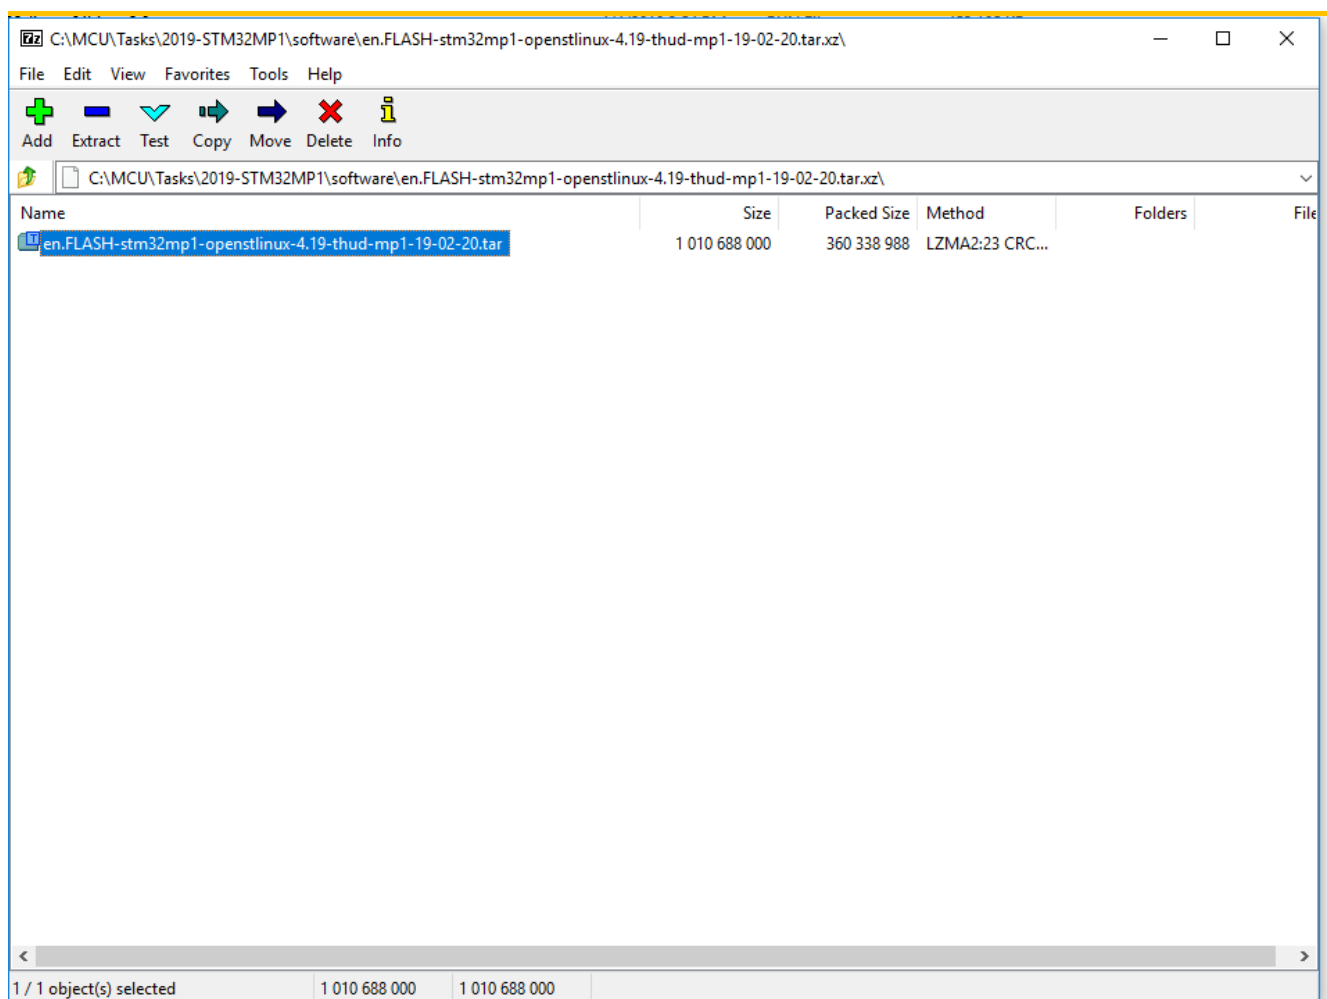 C:\MCU\Tasks\2019-STM32MP1\software\en.FLASH-stm32mp1-openstlinux-4.19-thud-mp1-19-02-20.tar.xz\
File Edit View Favorites Tools Help
Add Extract Test Copy Move Delete Info
C:\MCU\Tasks\2019-STM32MP1\software\en.FLASH-stm32mp1-openstlinux-4.19-thud-mp1-19-02-20.tar.xz\
Name Size Packed Size Method Folders File
en.FLASH-stm32mp1-openstlinux-4.19-thud-mp1-19-02-20.tar 1 010 688 000 360 338 988 LZMA2:23 CRC...
1 / 1 object(s) selected 1 010 688 000 1 010 688 000